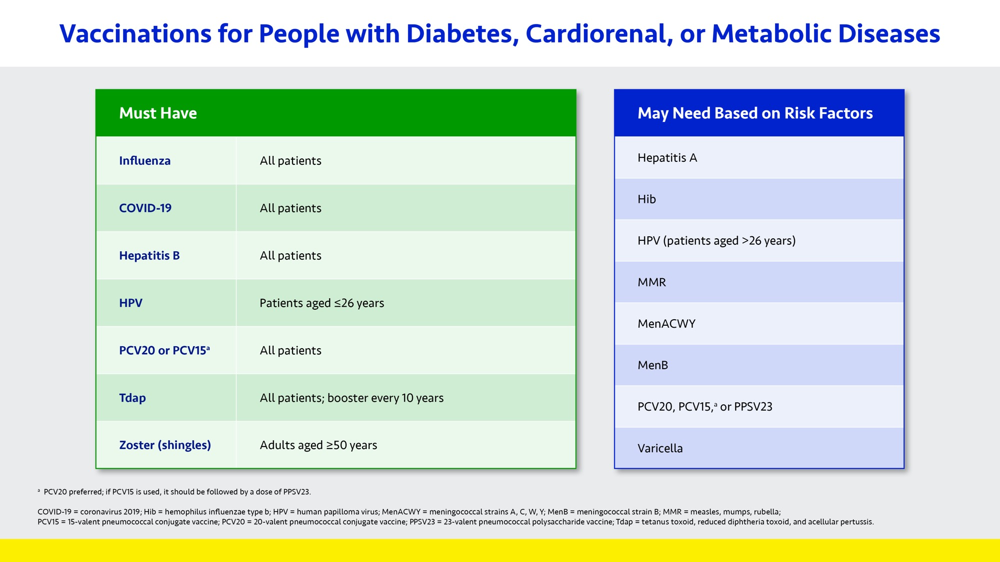 Vaccinations for People with Diabetes, Cardiorenal, or Metabolic Diseases
Must Have
Influenza All patients
COVID-19 All patients
Hepatitis B All patients
HPV Patients aged ≤26 years
PCV20 or PCV15ᵃ All patients
Tdap All patients; booster every 10 years
Zoster (shingles) Adults aged ≥50 years
May Need Based on Risk Factors
Hepatitis A
Hib
HPV (patients aged >26 years)
MMR
MenACWY
MenB
PCV20, PCV15,ᵃ or PPSV23
Varicella
ᵃ PCV20 preferred; if PCV15 is used, it should be followed by a dose of PPSV23.
COVID-19 = coronavirus 2019; Hib = hemophilus influenzae type b; HPV = human papilloma virus; MenACWY = meningococcal strains A, C, W, Y; MenB = meningococcal strain B; MMR = measles, mumps, rubella;
PCV15 = 15-valent pneumococcal conjugate vaccine; PCV20 = 20-valent pneumococcal conjugate vaccine; PPSV23 = 23-valent pneumococcal polysaccharide vaccine; Tdap = tetanus toxoid, reduced diphtheria toxoid, and acellular pertussis.